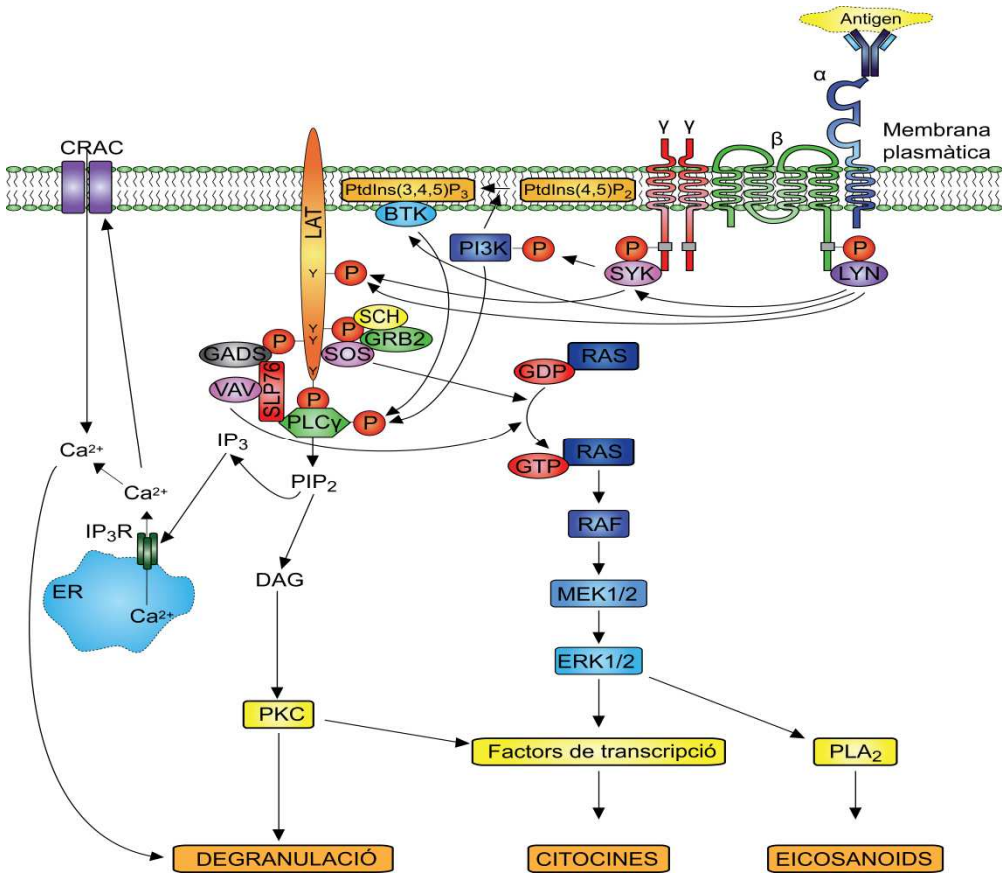 Antigen
α
γ γ
β
Membrana
plasmàtica
CRAC
PtdIns(3,4,5)P₃
PtdIns(4,5)P₂
BTK
LAT
PI3K
P
P
SYK
P
LYN
Y
P
Y
P
SCH
GRB2
SOS
Y
P
GADS
VAV
SLP76
Y
P
PLCγ
P
GDP
RAS
GTP
RAS
IP₃
PIP₂
Ca²⁺
Ca²⁺
IP₃R
ER
Ca²⁺
DAG
RAF
MEK1/2
ERK1/2
PKC
Factors de transcripció
PLA₂
DEGRANULACIÓ
CITOCINES
EICOSANOIDS